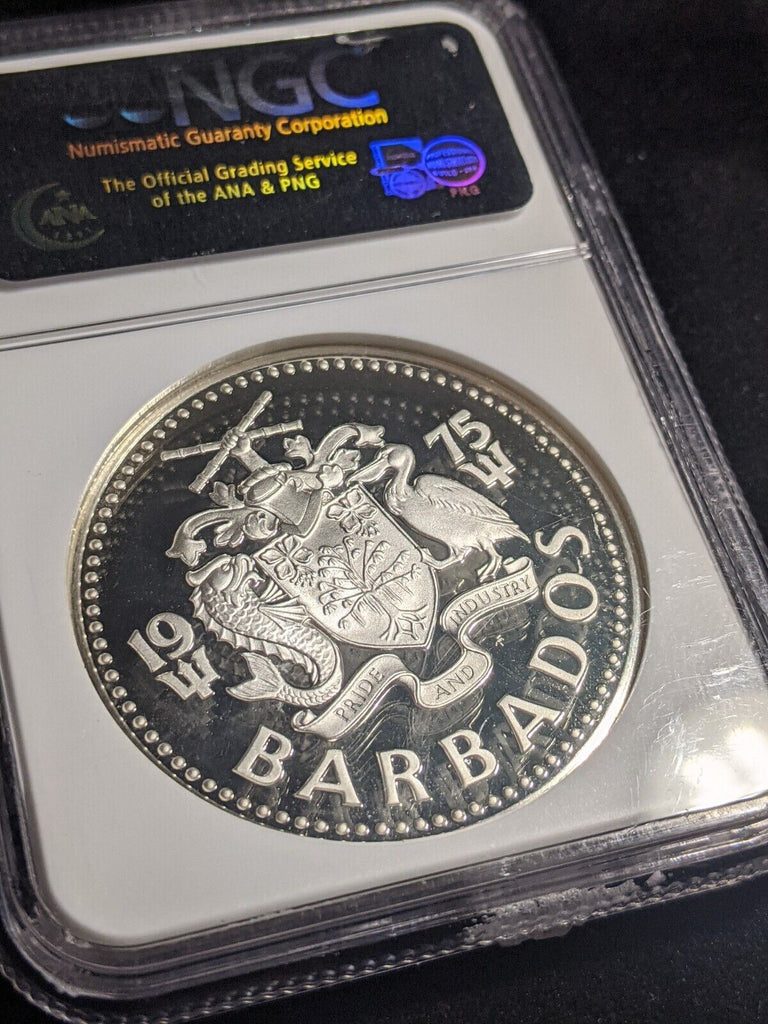 NGC
Numismatic Guaranty Corporation
The Official Grading Service
of the ANA & PNG
ANA
PNG
19 75
PRIDE AND INDUSTRY
BARBADOS